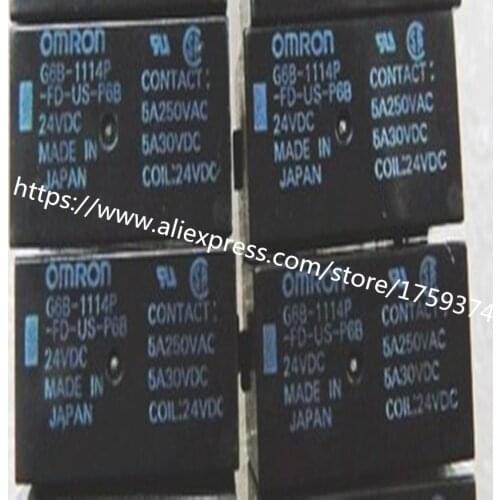 OMRON
G6B-1114P
-FD-US-P6B
24VDC
MADE IN
JAPAN
CONTACT:
5A250VAC
5A30VDC
COIL:24VDC
OMRON
G6B-1114P
-FD-US-P6B
24VDC
MADE IN
JAPAN
CONTACT:
5A250VAC
5A30VDC
COIL:24VDC
https://www.aliexpress.com/store/1759374
OMRON
G6B-1114P
-FD-US-P6B
24VDC
MADE IN
JAPAN
CONTACT:
5A250VAC
5A30VDC
COIL:24VDC
OMRON
G6B-1114P
-FD-US-P6B
24VDC
MADE IN
JAPAN
CONTACT:
5A250VAC
5A30VDC
COIL:24VDC